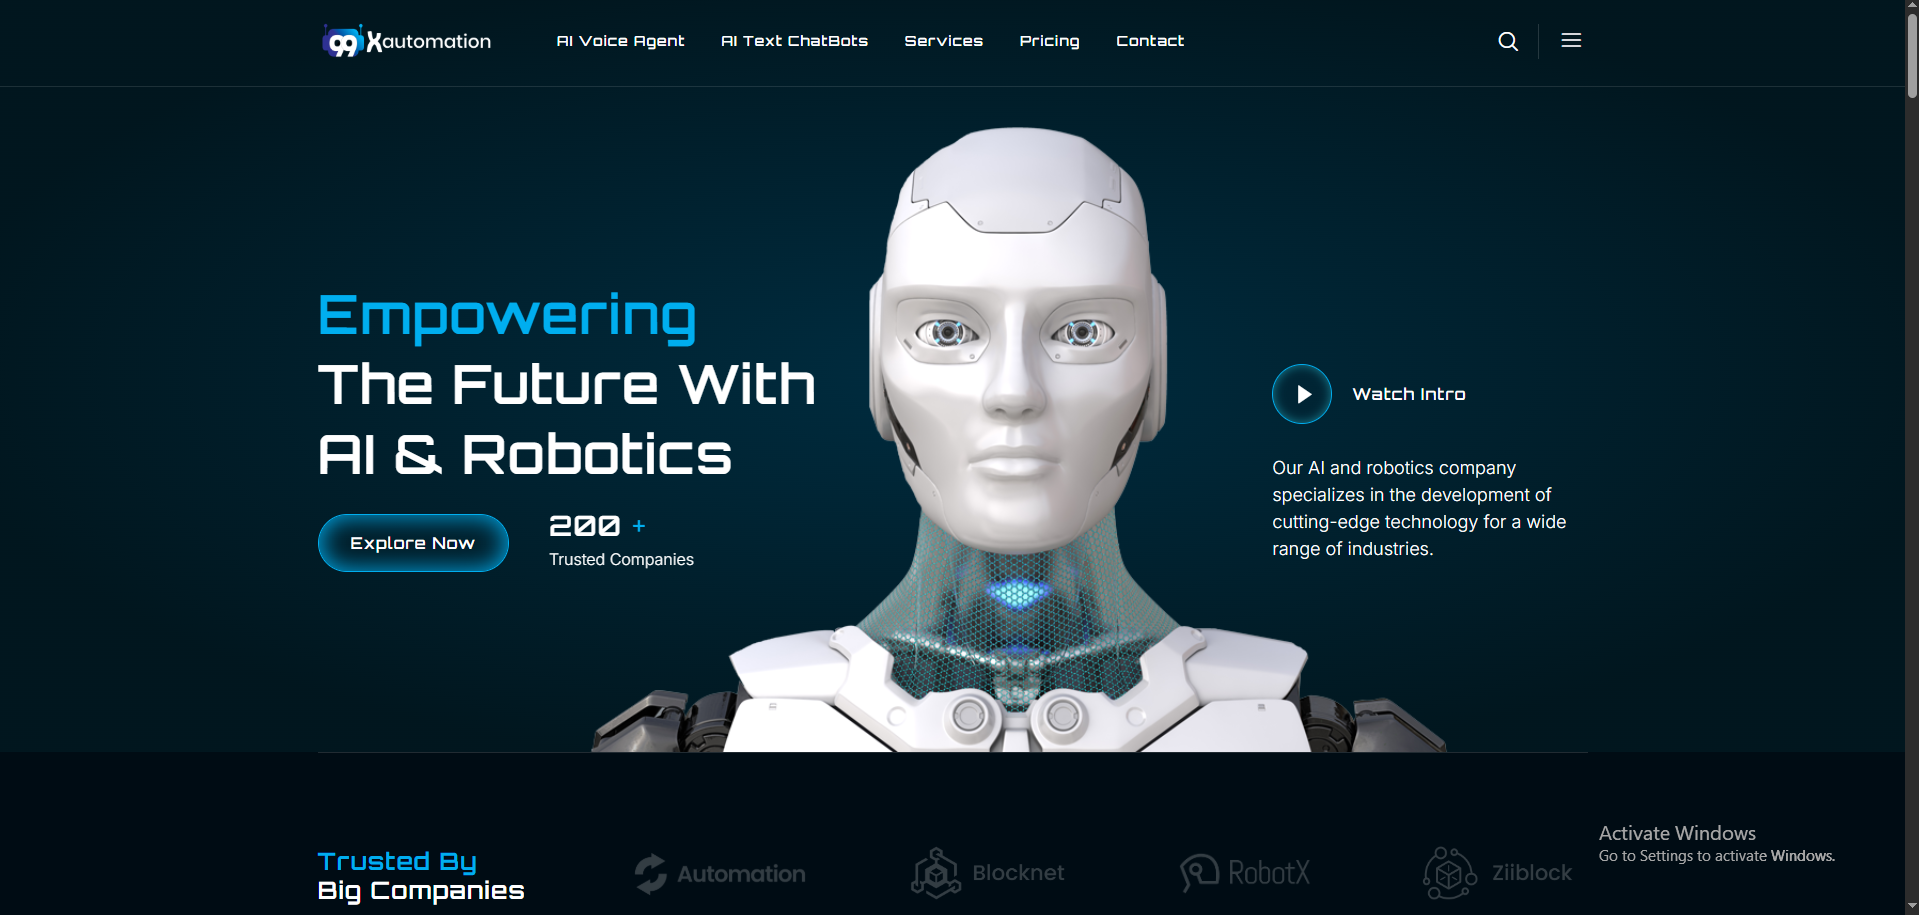 99Xautomation
AI Voice Agent
AI Text ChatBots
Services
Pricing
Contact
Empowering
The Future With
AI & Robotics
Explore Now
200 +
Trusted Companies
Watch Intro
Our AI and robotics company
specializes in the development of
cutting-edge technology for a wide
range of industries.
Trusted By
Big Companies
Automation
Blocknet
RobotX
Ziiblock
Activate Windows
Go to Settings to activate Windows.